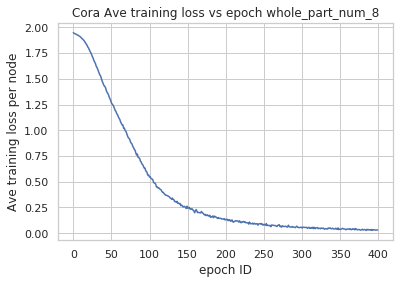 Cora Ave training loss vs epoch whole_part_num_8
Ave training loss per node
2.00
1.75
1.50
1.25
1.00
0.75
0.50
0.25
0.00
0 50 100 150 200 250 300 350 400
epoch ID